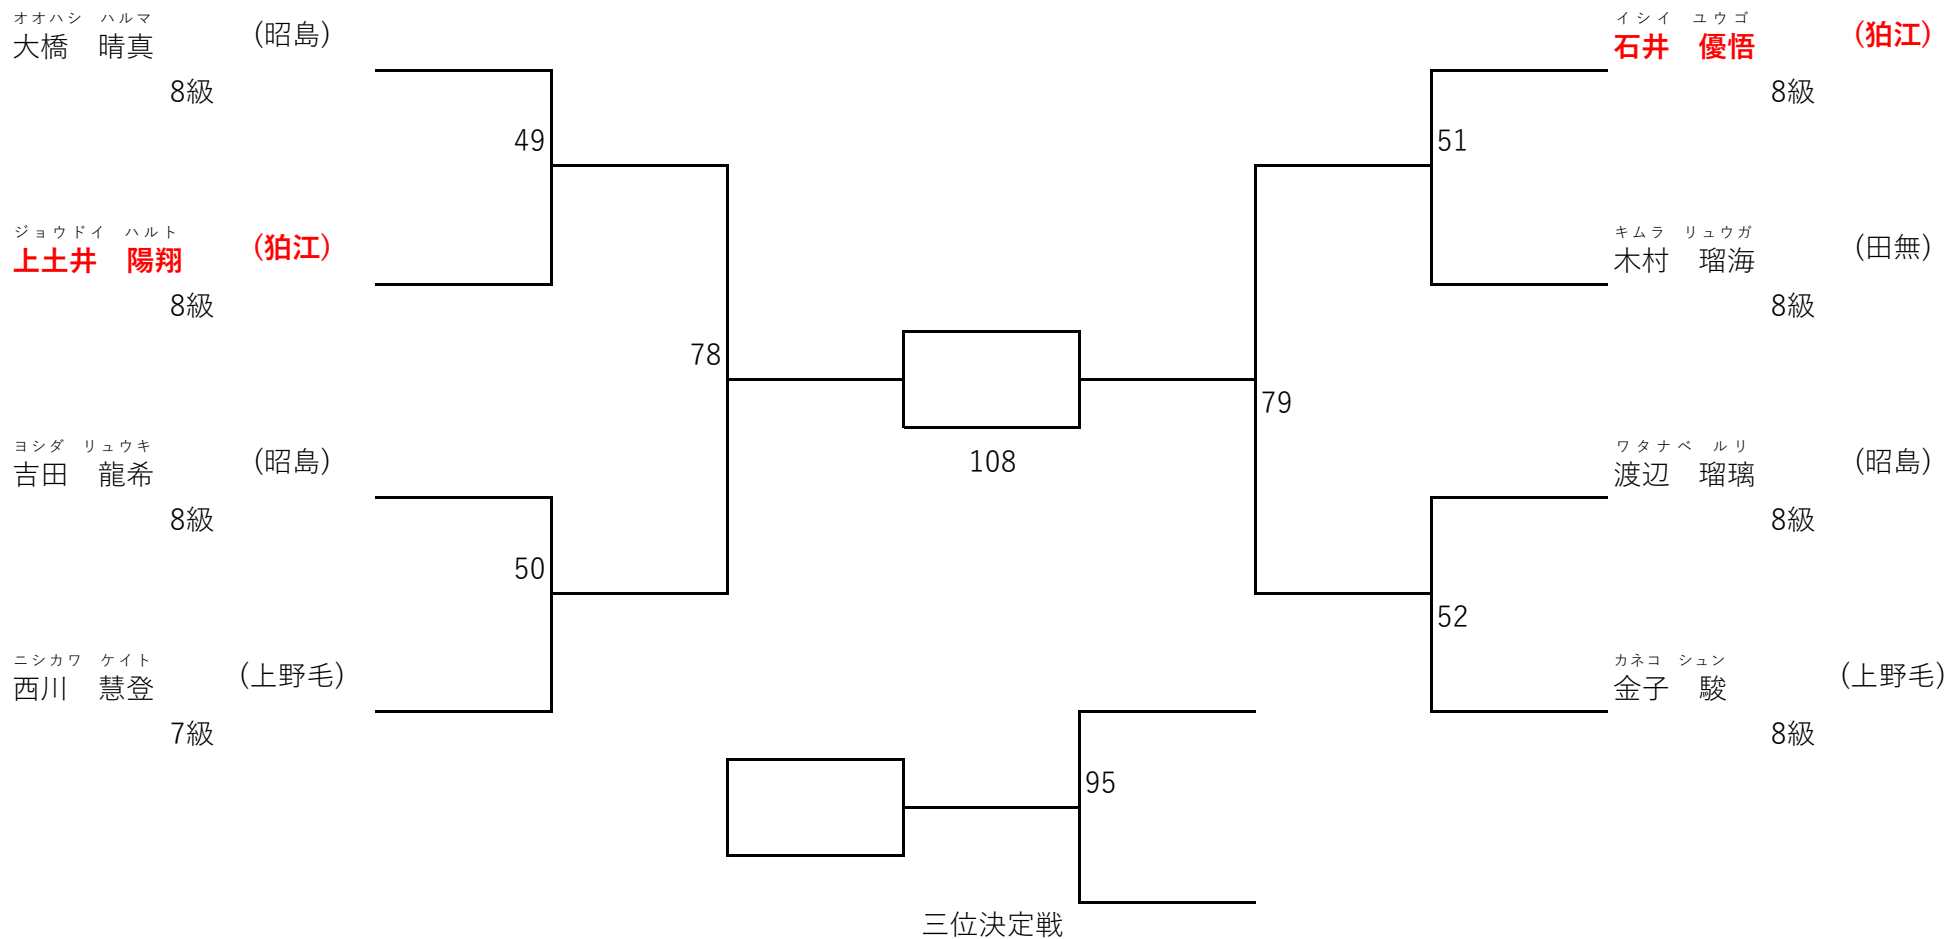 オオハシ　ハルマ
大橋　晴真 (昭島)
8級
49
ジョウドイ　ハルト
上土井　陽翔 (狛江)
8級
78
ヨシダ　リュウキ
吉田　龍希 (昭島)
8級
50
ニシカワ　ケイト
西川　慧登 (上野毛)
7級
108
イシイ　ユウゴ
石井　優悟 (狛江)
8級
51
キムラ　リュウガ
木村　瑠海 (田無)
8級
79
ワタナベ　ルリ
渡辺　瑠璃 (昭島)
8級
52
カネコ　シュン
金子　駿 (上野毛)
8級
95
三位決定戦